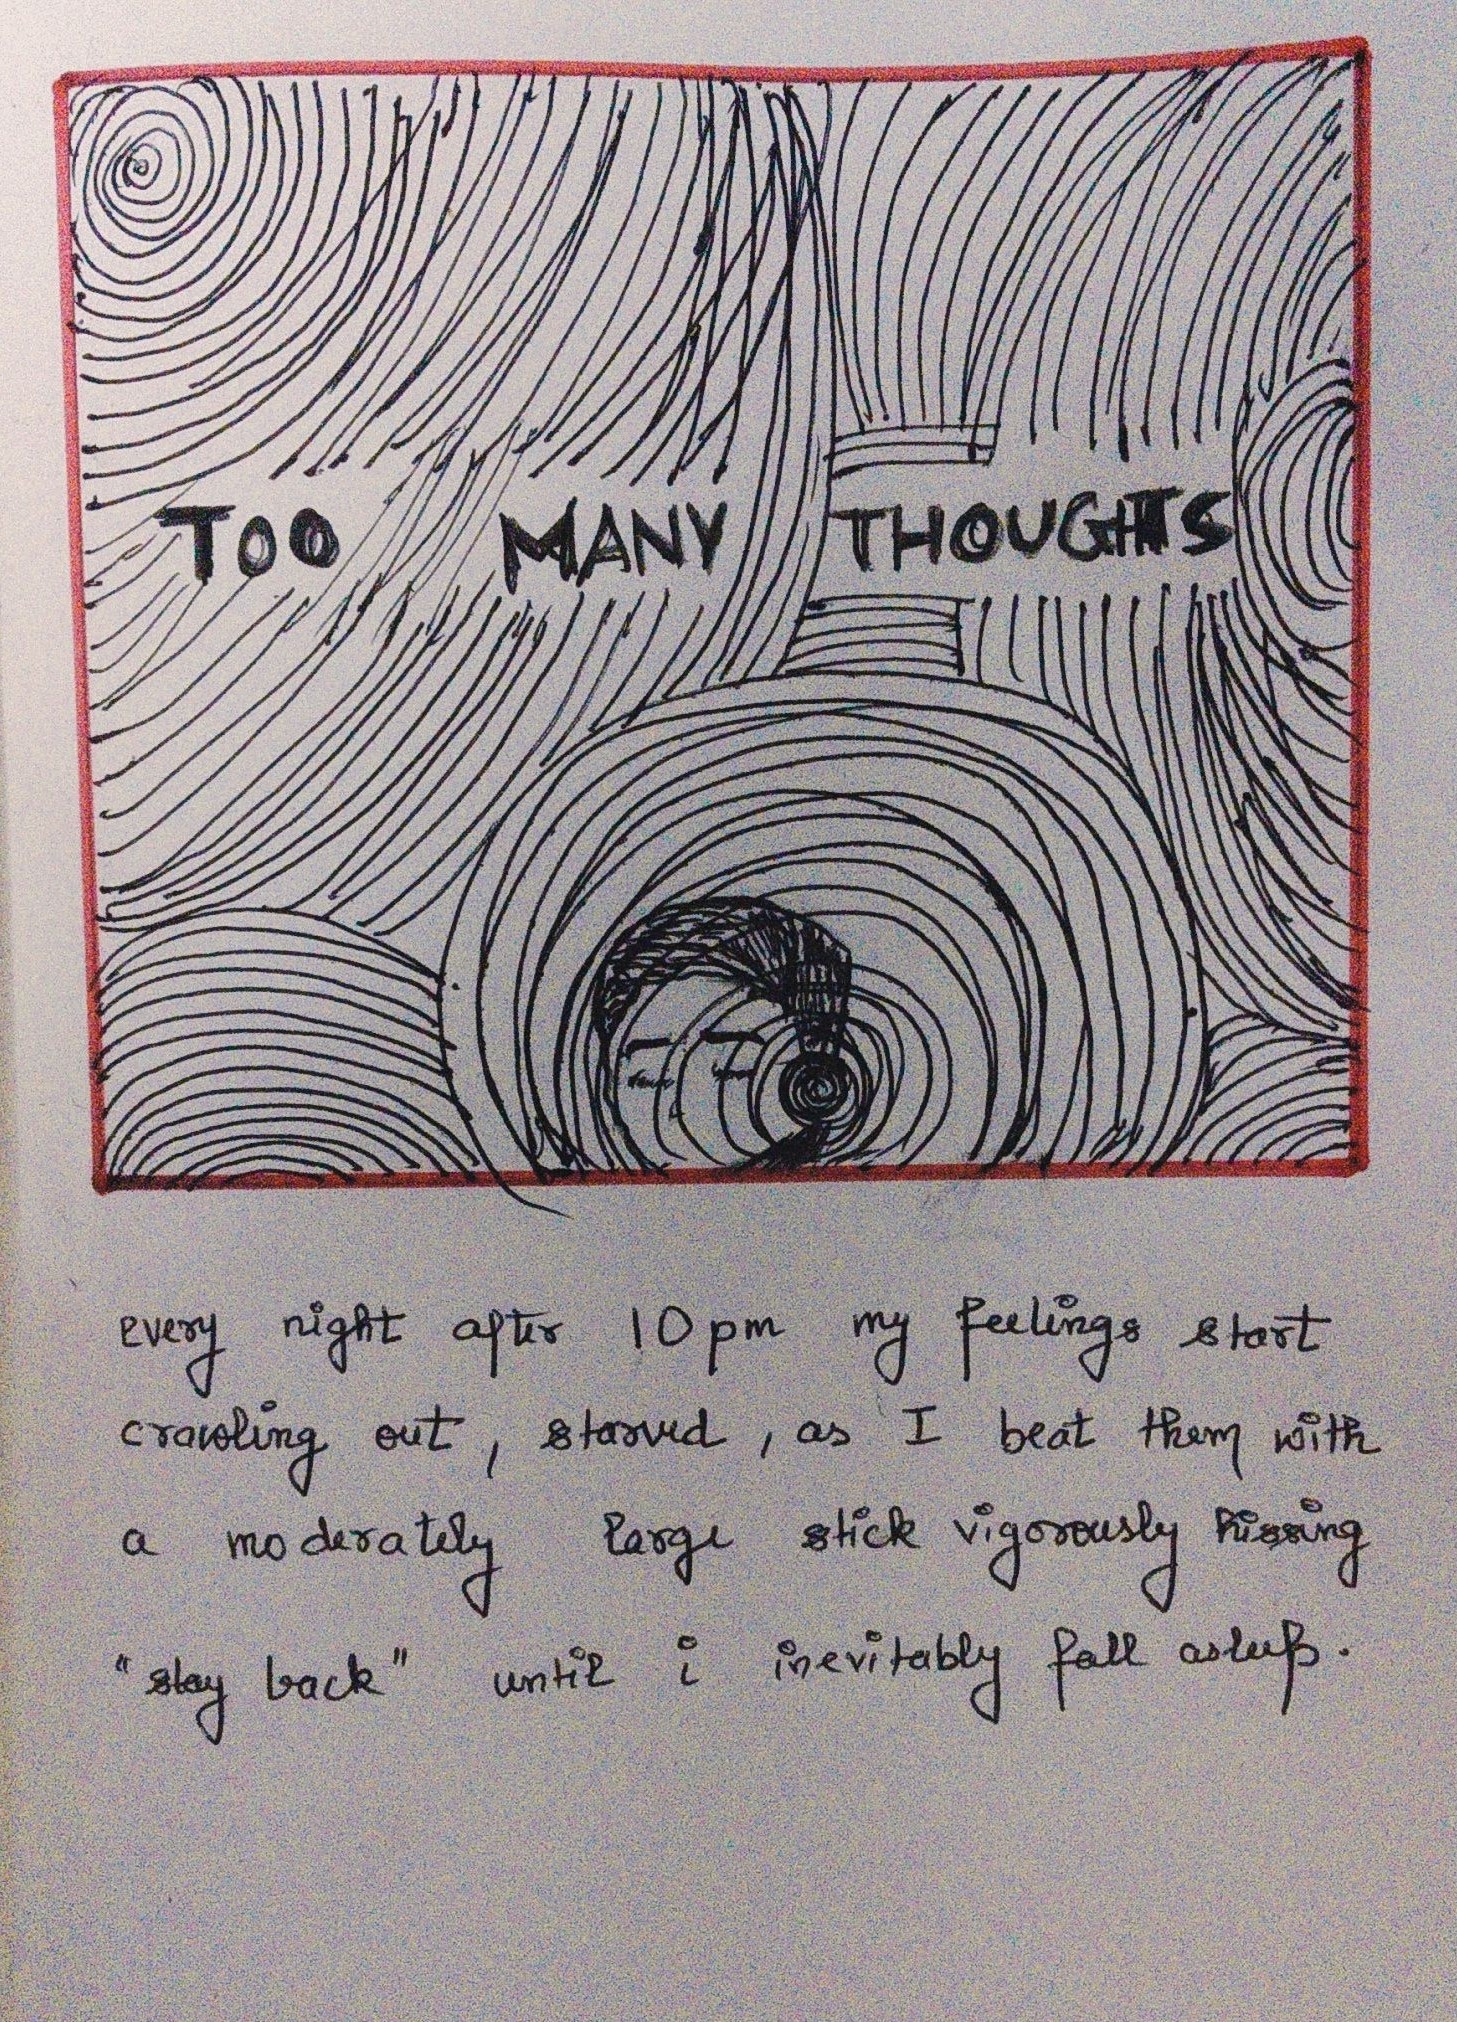 TOO MANY THOUGHTS
every night after 10pm my feelings start
crawling out, starved, as I beat them with
a moderately large stick vigorously hissing
"stay back" until i inevitably fall asleep.